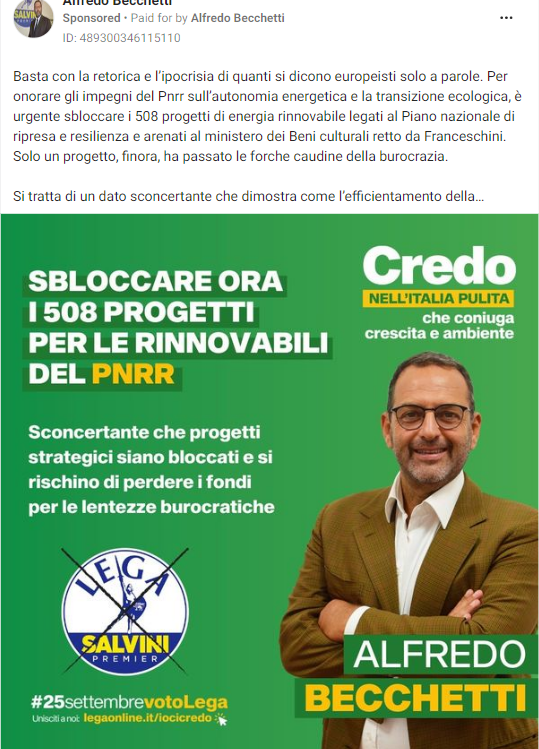 Alfredo Becchetti
Sponsored • Paid for by Alfredo Becchetti
ID: 489300346115110
Basta con la retorica e l'ipocrisia di quanti si dicono europeisti solo a parole. Per
onorare gli impegni del Pnrr sull'autonomia energetica e la transizione ecologica, è
urgente sbloccare i 508 progetti di energia rinnovabile legati al Piano nazionale di
ripresa e resilienza e arenati al ministero dei Beni culturali retto da Franceschini.
Solo un progetto, finora, ha passato le forche caudine della burocrazia.
Si tratta di un dato sconcertante che dimostra come l'efficientamento della...
SBLOCCARE ORA
I 508 PROGETTI
PER LE RINNOVABILI
DEL PNRR
Credo
NELL'ITALIA PULITA
che coniuga
crescita e ambiente
Sconcertante che progetti
strategici siano bloccati e si
rischino di perdere i fondi
per le lentezze burocratiche
LEGA
SALVINI
PREMIER
ALFREDO
BECCHETTI
#25settembrevotoLega
Unisciti a noi: legaonline.it/iocicredo